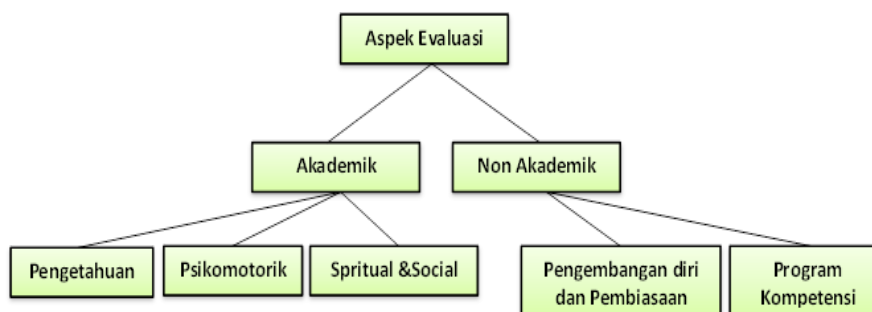 Aspek Evaluasi
Akademik
Non Akademik
Pengetahuan
Psikomotorik
Spritual &Social
Pengembangan diri
dan Pembiasaan
Program
Kompetensi